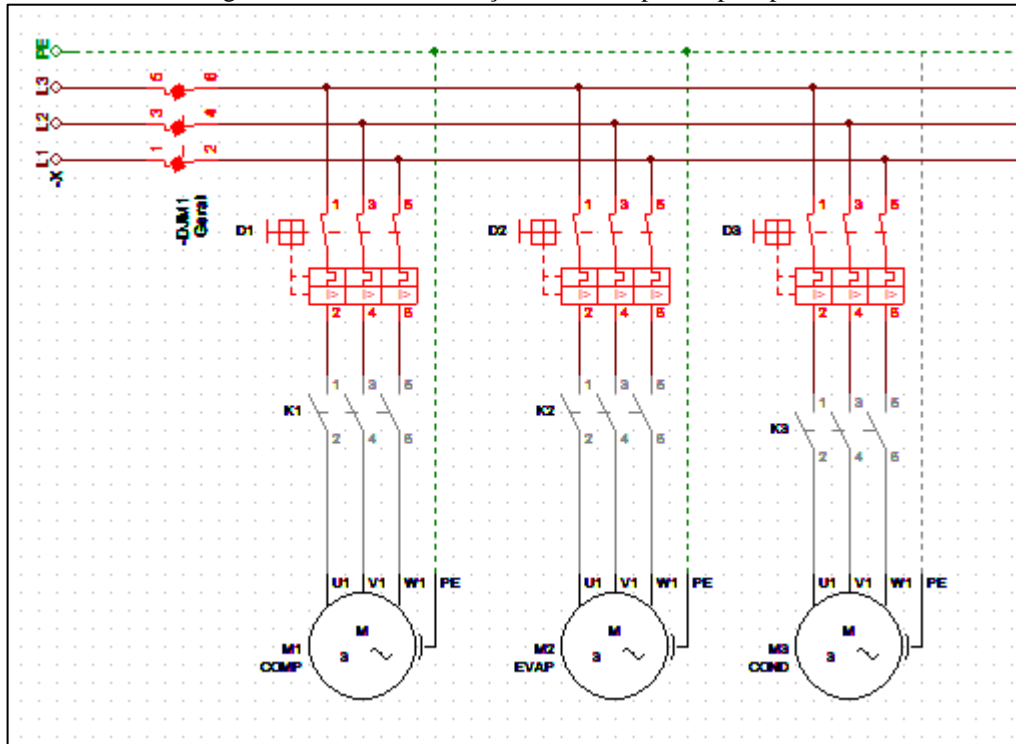 PE
L3 5 6
L2 3 4
L1 1 2
-X
-DJM1
Geral
D1 1 3 5
D2 1 3 5
D3 1 3 5
2 4 6
2 4 6
2 4 6
K1 1 3 5
K2 1 3 5
K3 1 3 5
2 4 6
2 4 6
2 4 6
U1 V1 W1 PE
U1 V1 W1 PE
U1 V1 W1 PE
M
3
M1
COMP
M
3
M2
EVAP
M
3
M3
COND